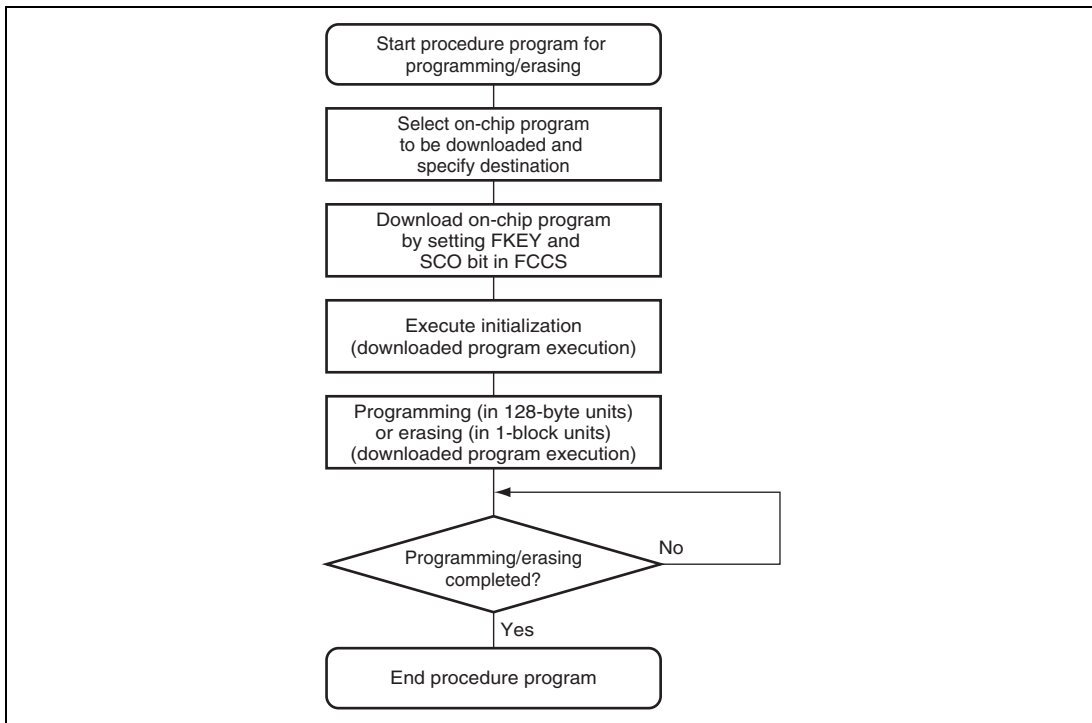 Start procedure program for
programming/erasing
Select on-chip program
to be downloaded and
specify destination
Download on-chip program
by setting FKEY and
SCO bit in FCCS
Execute initialization
(downloaded program execution)
Programming (in 128-byte units)
or erasing (in 1-block units)
(downloaded program execution)
Programming/erasing
completed?
No
Yes
End procedure program